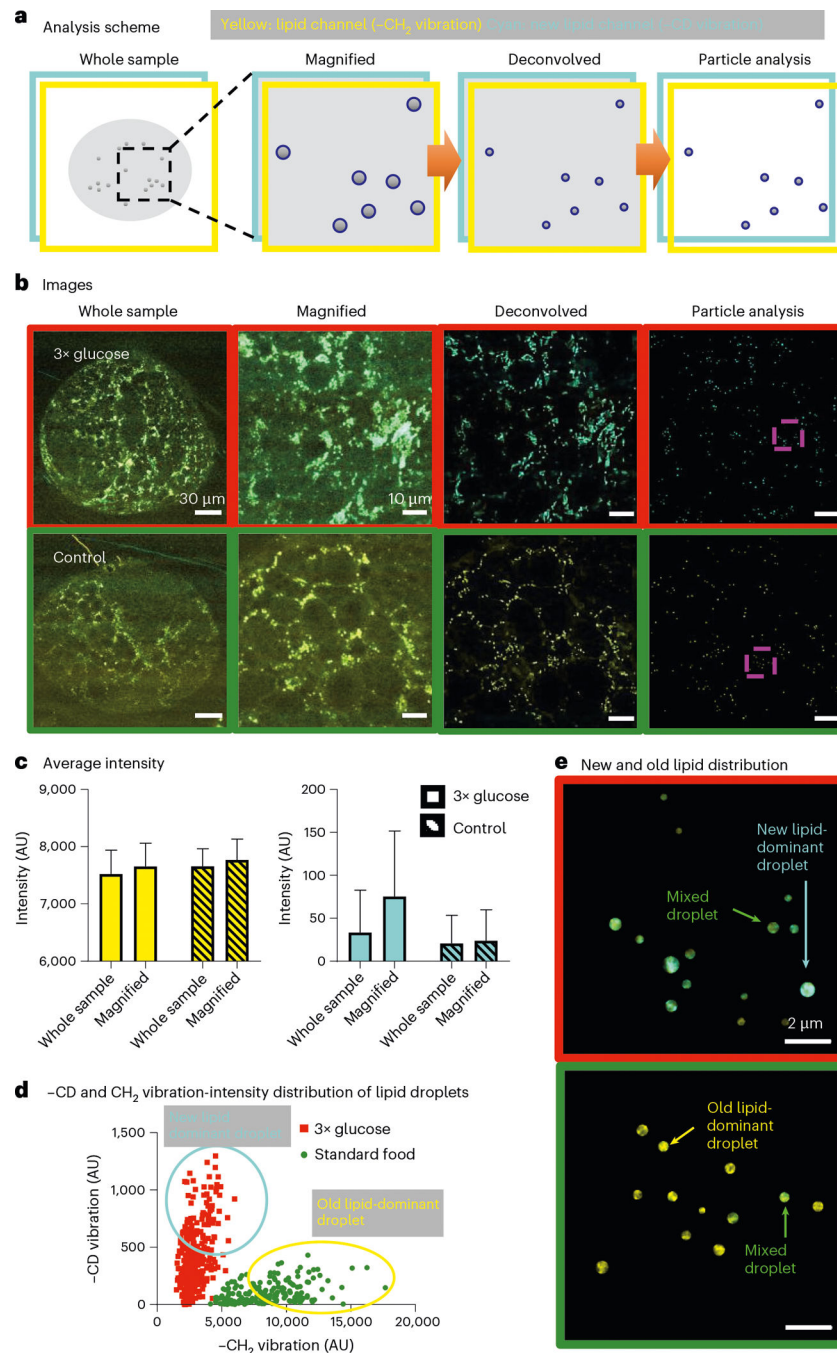 a Analysis scheme
Yellow: lipid channel (–CH2 vibration)
Whole sample
Magnified
Deconvolved
Particle analysis
b Images
Whole sample
Magnified
Deconvolved
Particle analysis
3× glucose
30 μm
10 μm
Control
c Average intensity
9,000
8,000
7,000
6,000
Intensity (AU)
Whole sample
Magnified
Whole sample
Magnified
200
150
100
50
0
Intensity (AU)
Whole sample
Magnified
Whole sample
Magnified
3× glucose
Control
d –CD and CH2 vibration-intensity distribution of lipid droplets
3× glucose
Standard food
Old lipid-dominant
droplet
1,500
1,000
500
0
–CD vibration (AU)
0
5,000
10,000
15,000
20,000
–CH2 vibration (AU)
e New and old lipid distribution
New lipid-
dominant
droplet
Mixed
droplet
2 μm
Old lipid-
dominant
droplet
Mixed
droplet